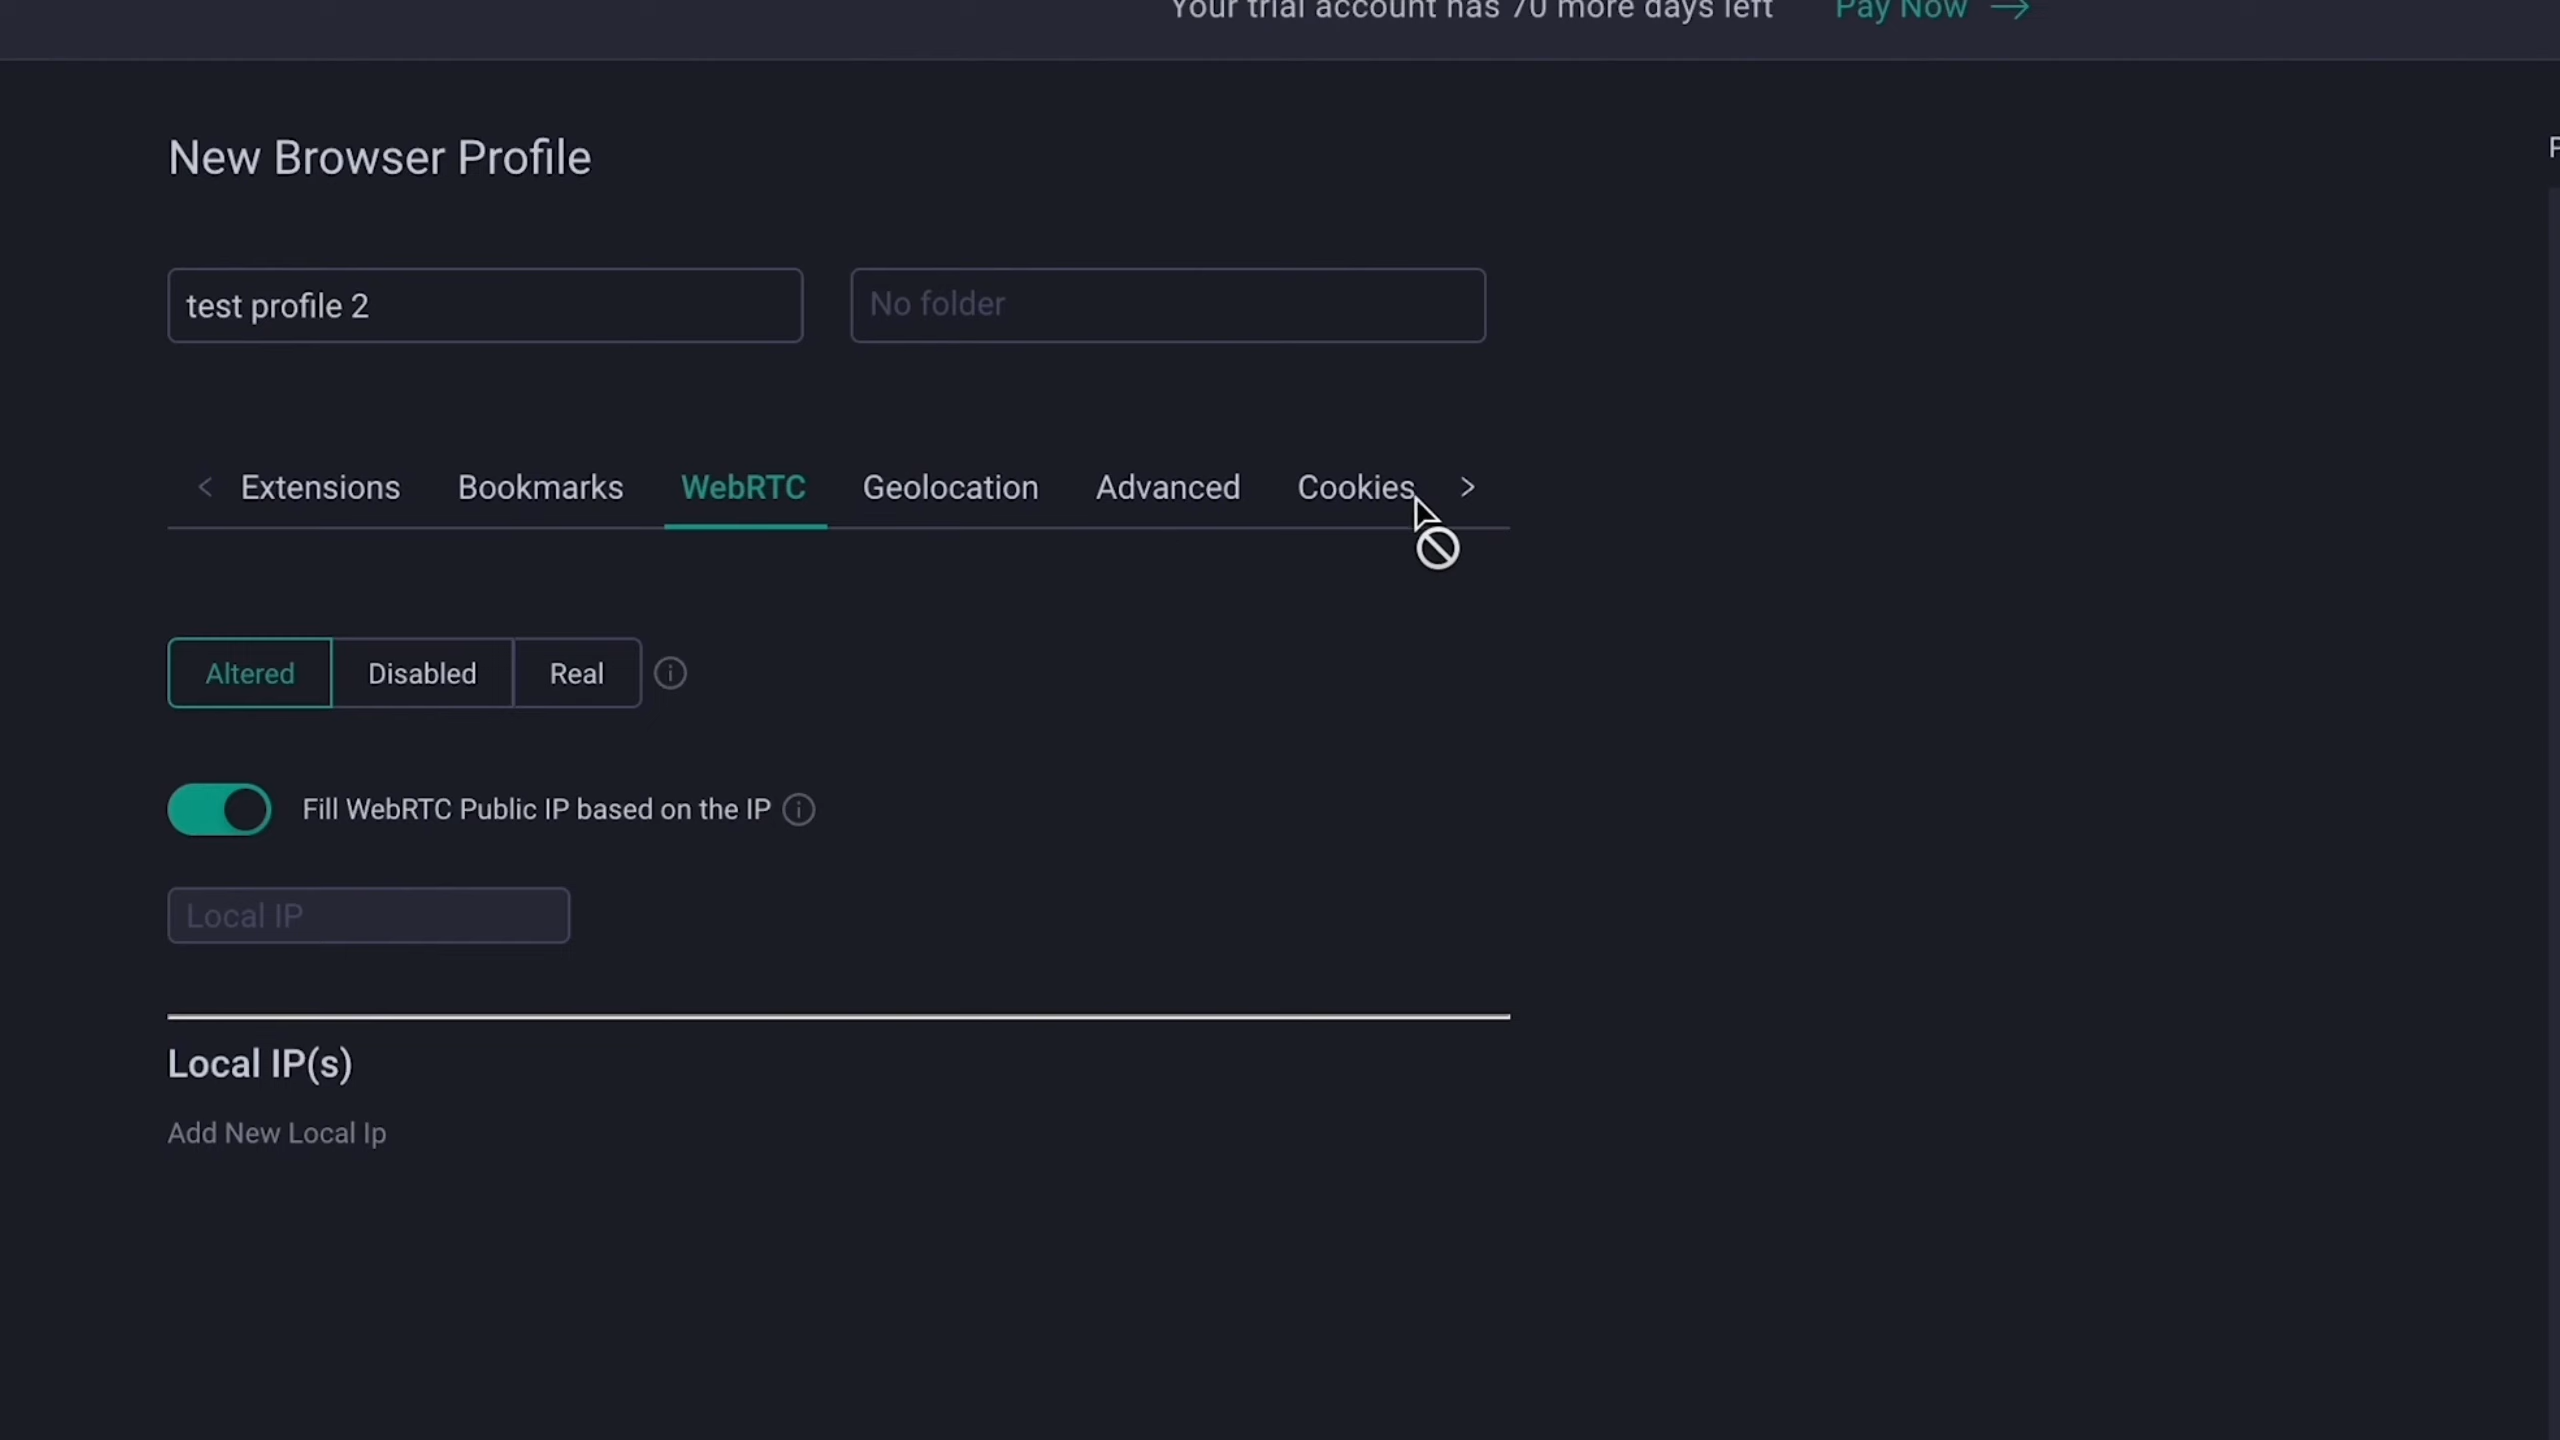 Your trial account has 70 more days left Pay Now →
New Browser Profile
test profile 2 No folder
< Extensions Bookmarks WebRTC Geolocation Advanced Cookies >
Altered Disabled Real
Fill WebRTC Public IP based on the IP
Local IP
Local IP(s)
Add New Local Ip